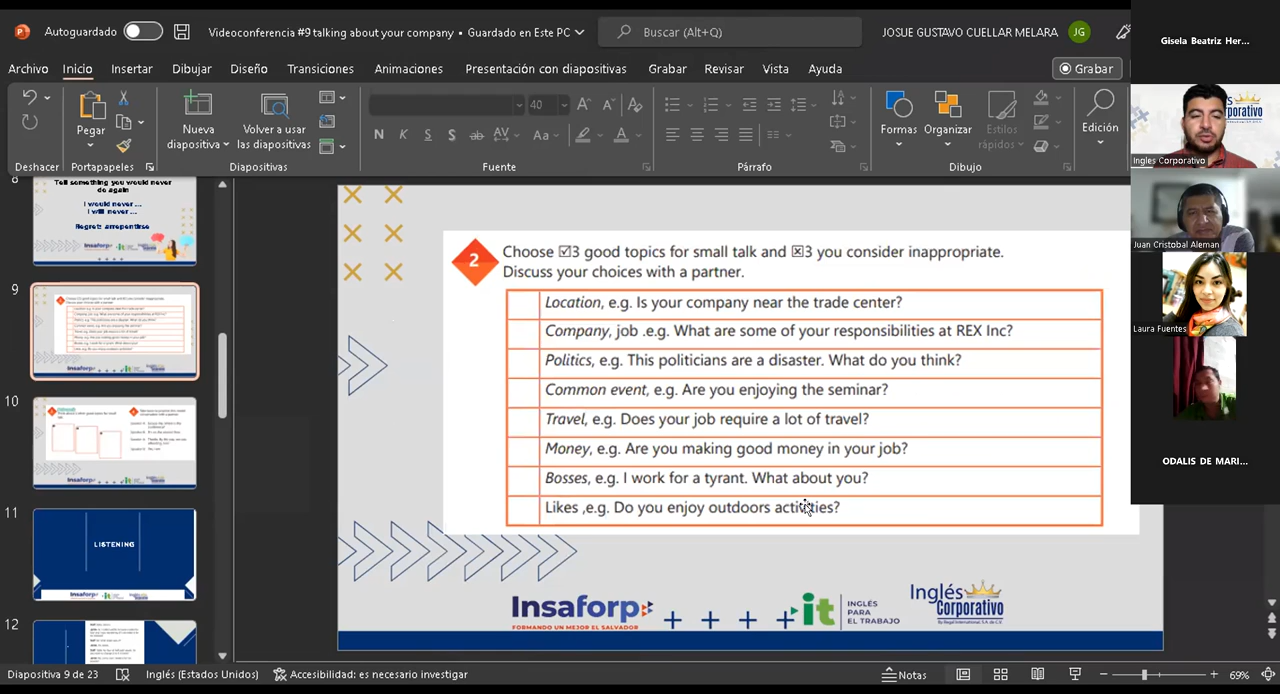 Autoguardado
Videoconferencia #9 talking about your company • Guardado en Este PC
Buscar (Alt+Q)
JOSUE GUSTAVO CUELLAR MELARA
JG
Archivo Inicio Insertar Dibujar Diseño Transiciones Animaciones Presentación con diapositivas Grabar Revisar Vista Ayuda
Grabar
Pegar
Nueva diapositiva
Volver a usar las diapositivas
40
N K S S ab AV Aa A
Formas Organizar Estilos rápidos
Edición
Deshacer Portapapeles Diapositivas Fuente Párrafo Dibujo
8
Tell something you would never
do again
I would never ...
I will never ...
Regret: arrepentirse
9
10
11
LISTENING
12
2
Choose ☑3 good topics for small talk and ☒3 you consider inappropriate.
Discuss your choices with a partner.
Location, e.g. Is your company near the trade center?
Company, job .e.g. What are some of your responsibilities at REX Inc?
Politics, e.g. This politicians are a disaster. What do you think?
Common event, e.g. Are you enjoying the seminar?
Travel, e.g. Does your job require a lot of travel?
Money, e.g. Are you making good money in your job?
Bosses, e.g. I work for a tyrant. What about you?
Likes ,e.g. Do you enjoy outdoors activities?
Insaforp
FORMANDO UN MEJOR EL SALVADOR
it
INGLÉS
PARA
EL TRABAJO
Inglés
Corporativo
By Regal International, S.A. de C.V.
Gisela Beatriz Her...
Ingles Corporativo
Juan Cristobal Aleman
Laura Fuentes
ODALIS DE MARI...
Diapositiva 9 de 23
Inglés (Estados Unidos)
Accesibilidad: es necesario investigar
Notas
69%